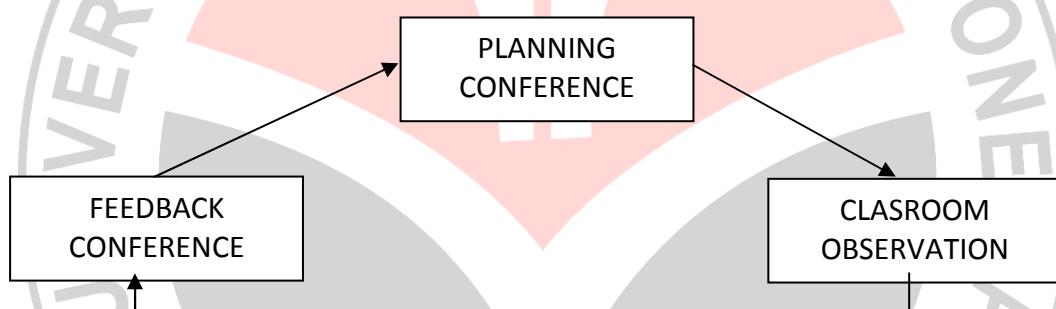 PLANNING
CONFERENCE
FEEDBACK
CONFERENCE
CLASROOM
OBSERVATION